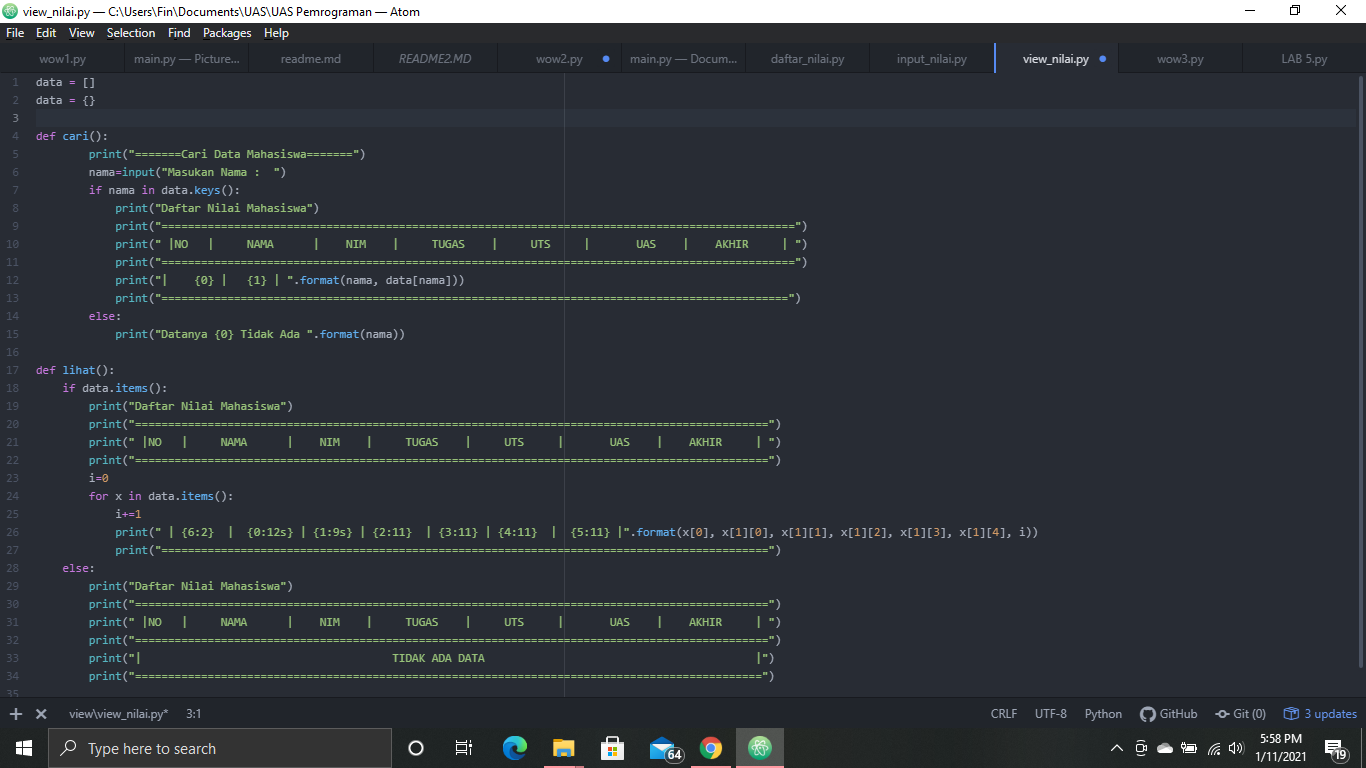 view_nilai.py — C:\Users\Fin\Documents\UAS\UAS Pemrograman — Atom
File Edit View Selection Find Packages Help
wow1.py main.py — Picture... readme.md README2.MD wow2.py main.py — Docum... daftar_nilai.py input_nilai.py view_nilai.py wow3.py LAB 5.py
1 data = []
2 data = {}
3
4 def cari():
5 print("=======Cari Data Mahasiswa=======")
6 nama=input("Masukan Nama :  ")
7 if nama in data.keys():
8 print("Daftar Nilai Mahasiswa")
9 print("================================================================================================")
10 print(" |NO   |     NAMA      |    NIM    |     TUGAS    |     UTS     |       UAS    |    AKHIR     | ")
11 print("================================================================================================")
12 print("|    {0} |   {1} | ".format(nama, data[nama]))
13 print("===============================================================================================")
14 else:
15 print("Datanya {0} Tidak Ada ".format(nama))
16
17 def lihat():
18 if data.items():
19 print("Daftar Nilai Mahasiswa")
20 print("================================================================================================")
21 print(" |NO   |     NAMA      |    NIM    |     TUGAS    |     UTS     |       UAS    |    AKHIR     | ")
22 print("================================================================================================")
23 i=0
24 for x in data.items():
25 i+=1
26 print(" | {6:2}  |  {0:12s} | {1:9s} | {2:11}  | {3:11} | {4:11}  |  {5:11} |".format(x[0], x[1][0], x[1][1], x[1][2], x[1][3], x[1][4], i))
27 print("================================================================================================")
28 else:
29 print("Daftar Nilai Mahasiswa")
30 print("================================================================================================")
31 print(" |NO   |     NAMA      |    NIM    |     TUGAS    |     UTS     |       UAS    |    AKHIR     | ")
32 print("================================================================================================")
33 print("|                                      TIDAK ADA DATA                                         |")
34 print("===============================================================================================")
35
view\view_nilai.py* 3:1 CRLF UTF-8 Python GitHub Git (0) 3 updates
Type here to search
64
5:58 PM
1/11/2021
19